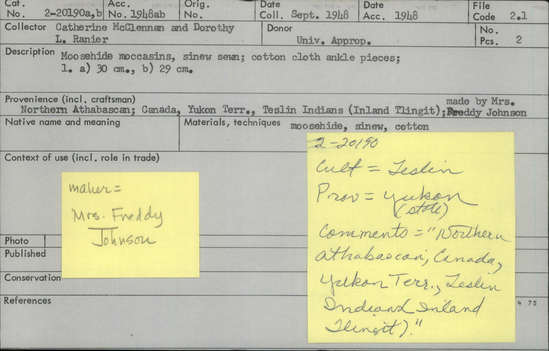 Cat. No. 2-20190a,b Acc. No. 1948ab Orig. No. Date Coll. Sept. 1948 Date Acc. 1948 File Code 2.1
Collector Catherine McClennan and Dorothy L. Ranier Donor Univ. Approp. No. Pcs. 2
Description Moosehide moccasins, sinew sewn; cotton cloth ankle pieces;
l. a) 30 cm., b) 29 cm.
Provenience (incl. craftsman) made by Mrs.
Northern Athabascan; Canada, Yukon Terr., Teslin Indians (Inland Tlingit); Freddy Johnson
Native name and meaning Materials, techniques moosehide, sinew, cotton
Context of use (incl. role in trade)
maker =
Mrs. Freddy
Johnson
2-20190
Cult = Teslin
Prov = Yukon
(state)
Comments = "Northern
Athabascan, Canada,
Yukon Terr., Teslin
Indians Inland
Tlingit)."
Photo
Published
Conservation
References
4 75